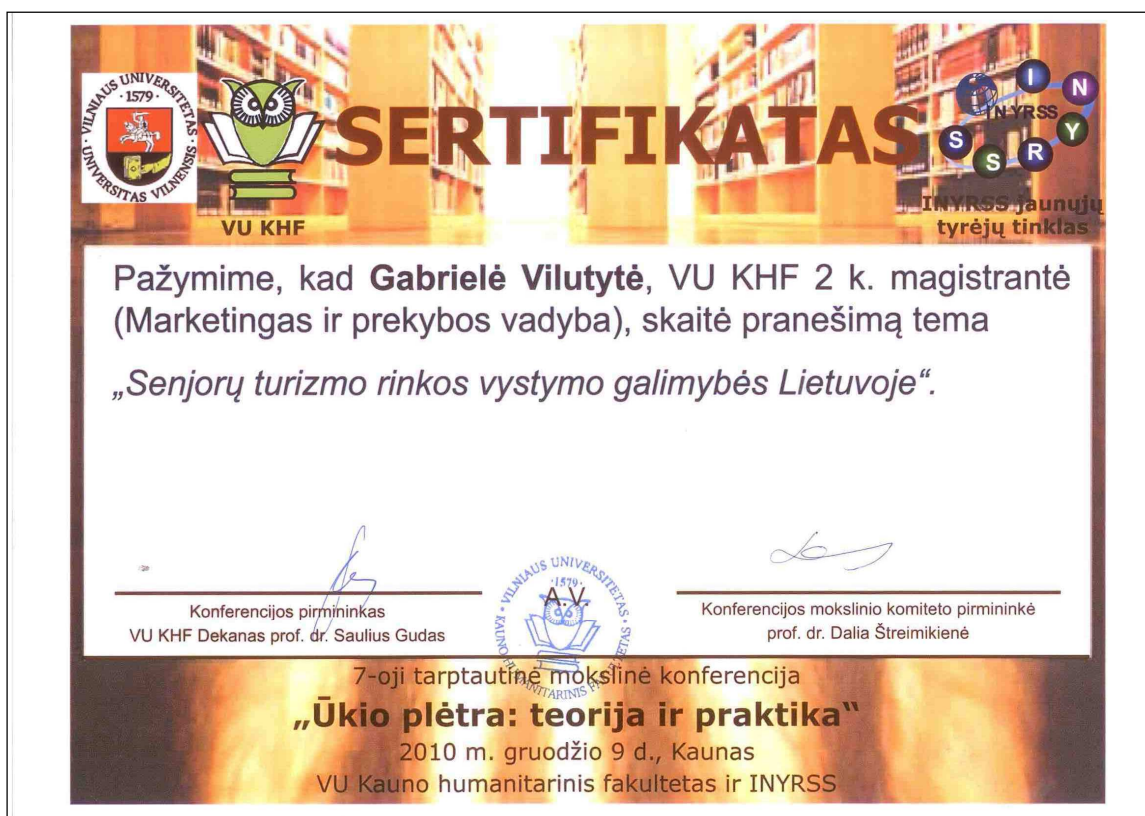 VILNIAUS UNIVERSITETAS · UNIVERSITAS VILNENSIS ·
· 1579 ·
VU KHF
SERTIFIKATAS
I N Y R S S
INYRSS
INYRSS jaunųjų
tyrėjų tinklas
Pažymime, kad Gabrielė Vilutytė, VU KHF 2 k. magistrantė
(Marketingas ir prekybos vadyba), skaitė pranešimą tema
„Senjorų turizmo rinkos vystymo galimybės Lietuvoje“.
Konferencijos pirmininkas
VU KHF Dekanas prof. dr. Saulius Gudas
A.V.
VILNIAUS UNIVERSITETAS • KAUNO HUMANITARINIS FAKULTETAS •
·1579·
Konferencijos mokslinio komiteto pirmininkė
prof. dr. Dalia Štreimikienė
7-oji tarptautinė mokslinė konferencija
„Ūkio plėtra: teorija ir praktika“
2010 m. gruodžio 9 d., Kaunas
VU Kauno humanitarinis fakultetas ir INYRSS